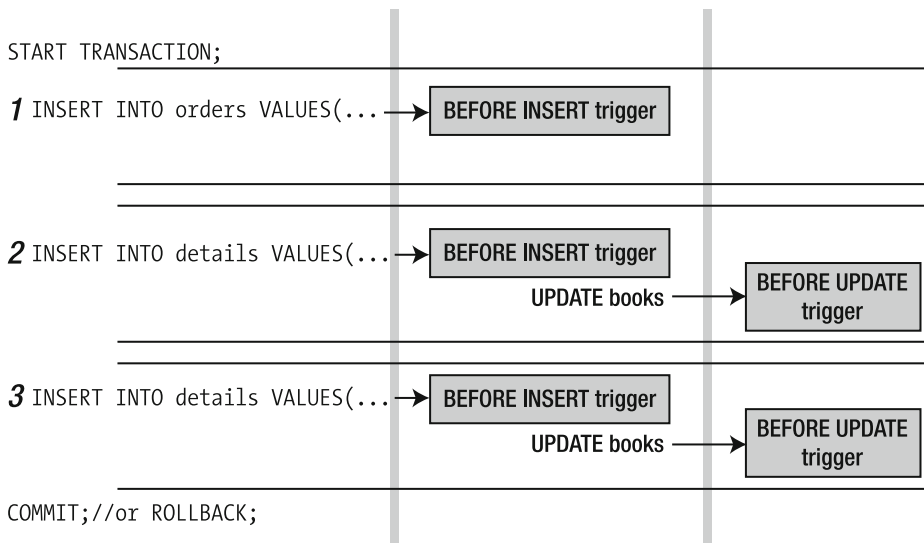 START TRANSACTION;
1 INSERT INTO orders VALUES(... BEFORE INSERT trigger
2 INSERT INTO details VALUES(... BEFORE INSERT trigger
UPDATE books
BEFORE UPDATE
trigger
3 INSERT INTO details VALUES(... BEFORE INSERT trigger
UPDATE books
BEFORE UPDATE
trigger
COMMIT;//or ROLLBACK;